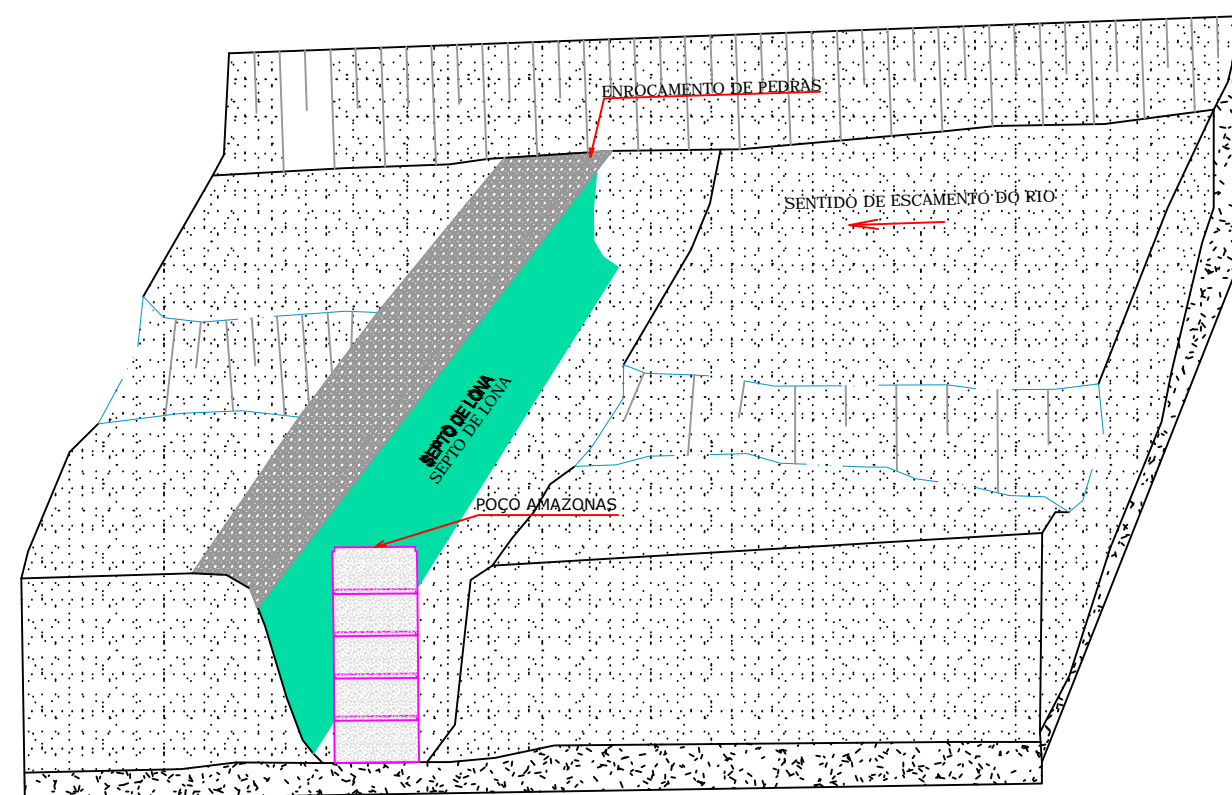 ENROCAMENTO DE PEDRAS
SENTIDO DE ESCAMENTO DO RIO
SEPTO DE LONA
SEPTO DE LONA
POÇO AMAZONAS